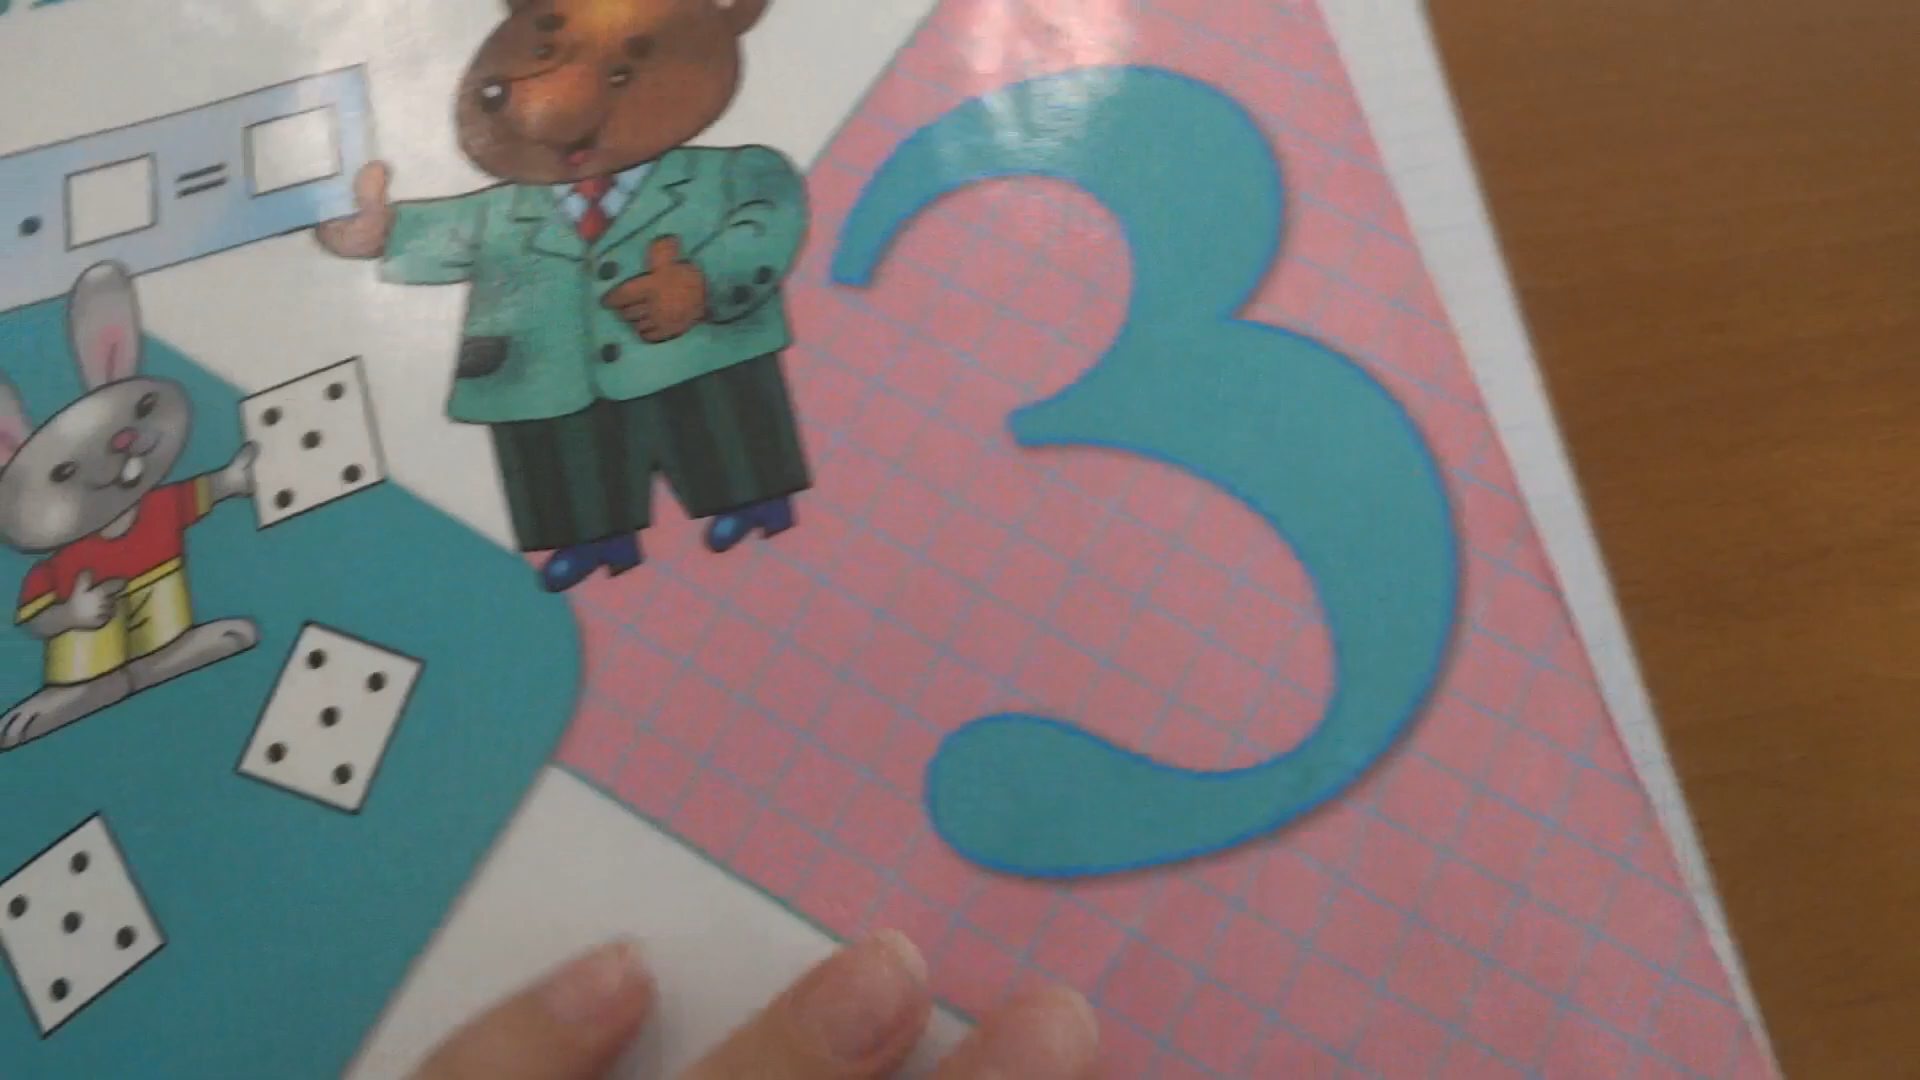 · =
3